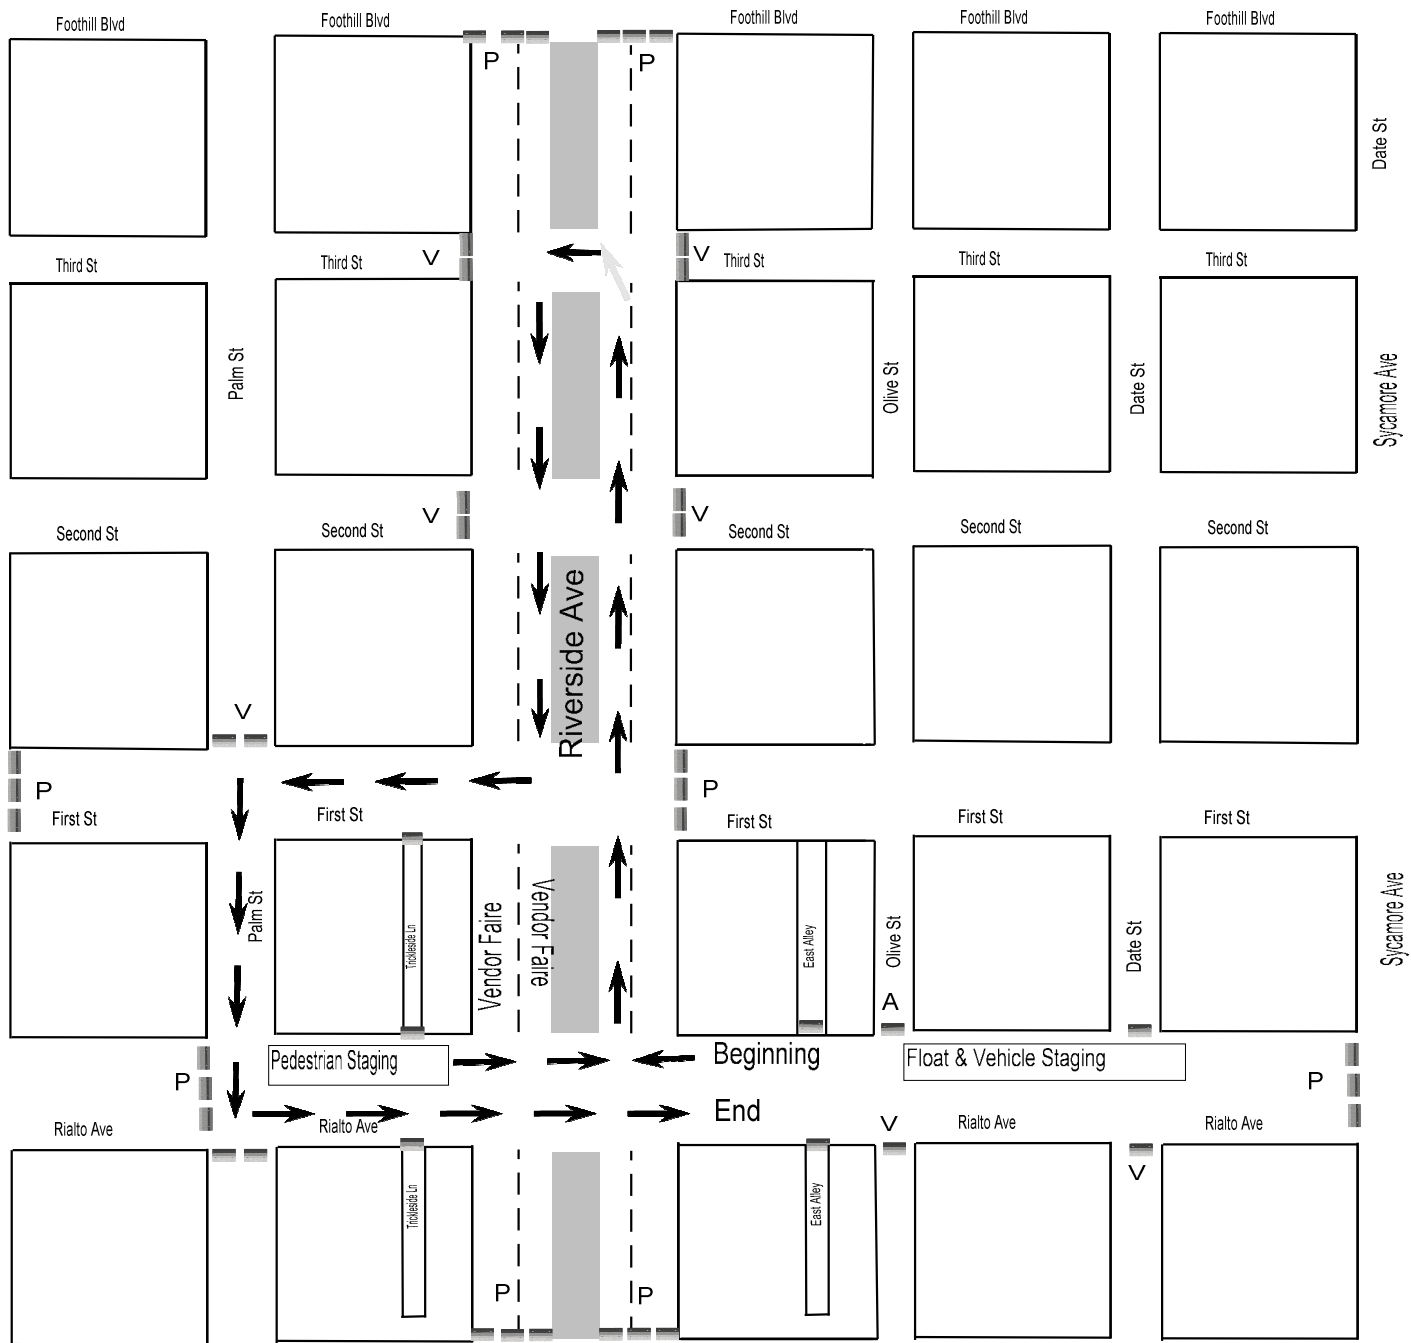 Foothill Blvd
Foothill Blvd
Foothill Blvd
Foothill Blvd
Foothill Blvd
P
P
Date St
V
V
Third St
Third St
Third St
Third St
Third St
Palm St
Olive St
Date St
Sycamore Ave
V
V
Second St
Second St
Second St
Second St
Second St
Riverside Ave
V
P
P
First St
First St
First St
First St
First St
Palm St
Trickleside Ln
Vendor Faire
Vendor Faire
East Alley
Olive St
Date St
Sycamore Ave
A
Pedestrian Staging
Beginning
Float & Vehicle Staging
P
P
End
Rialto Ave
Rialto Ave
V
Rialto Ave
Rialto Ave
V
Trickleside Ln
East Alley
P
P